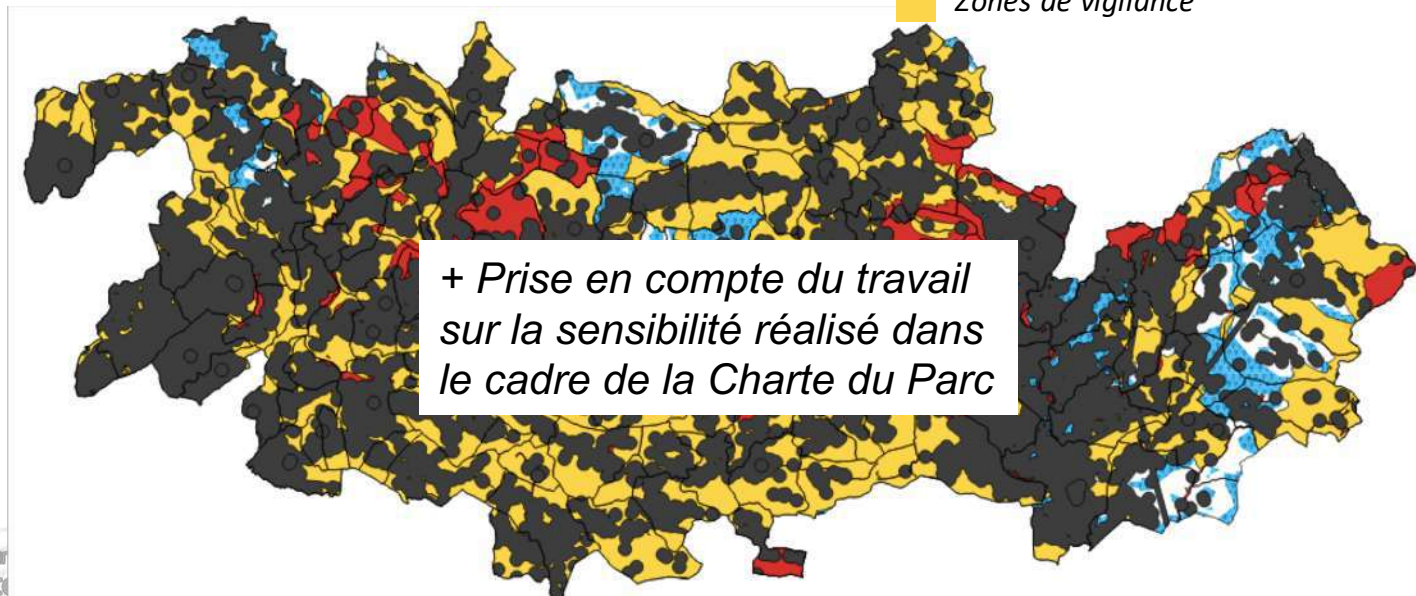 Zones de vigilance
+ Prise en compte du travail
sur la sensibilité réalisé dans
le cadre de la Charte du Parc